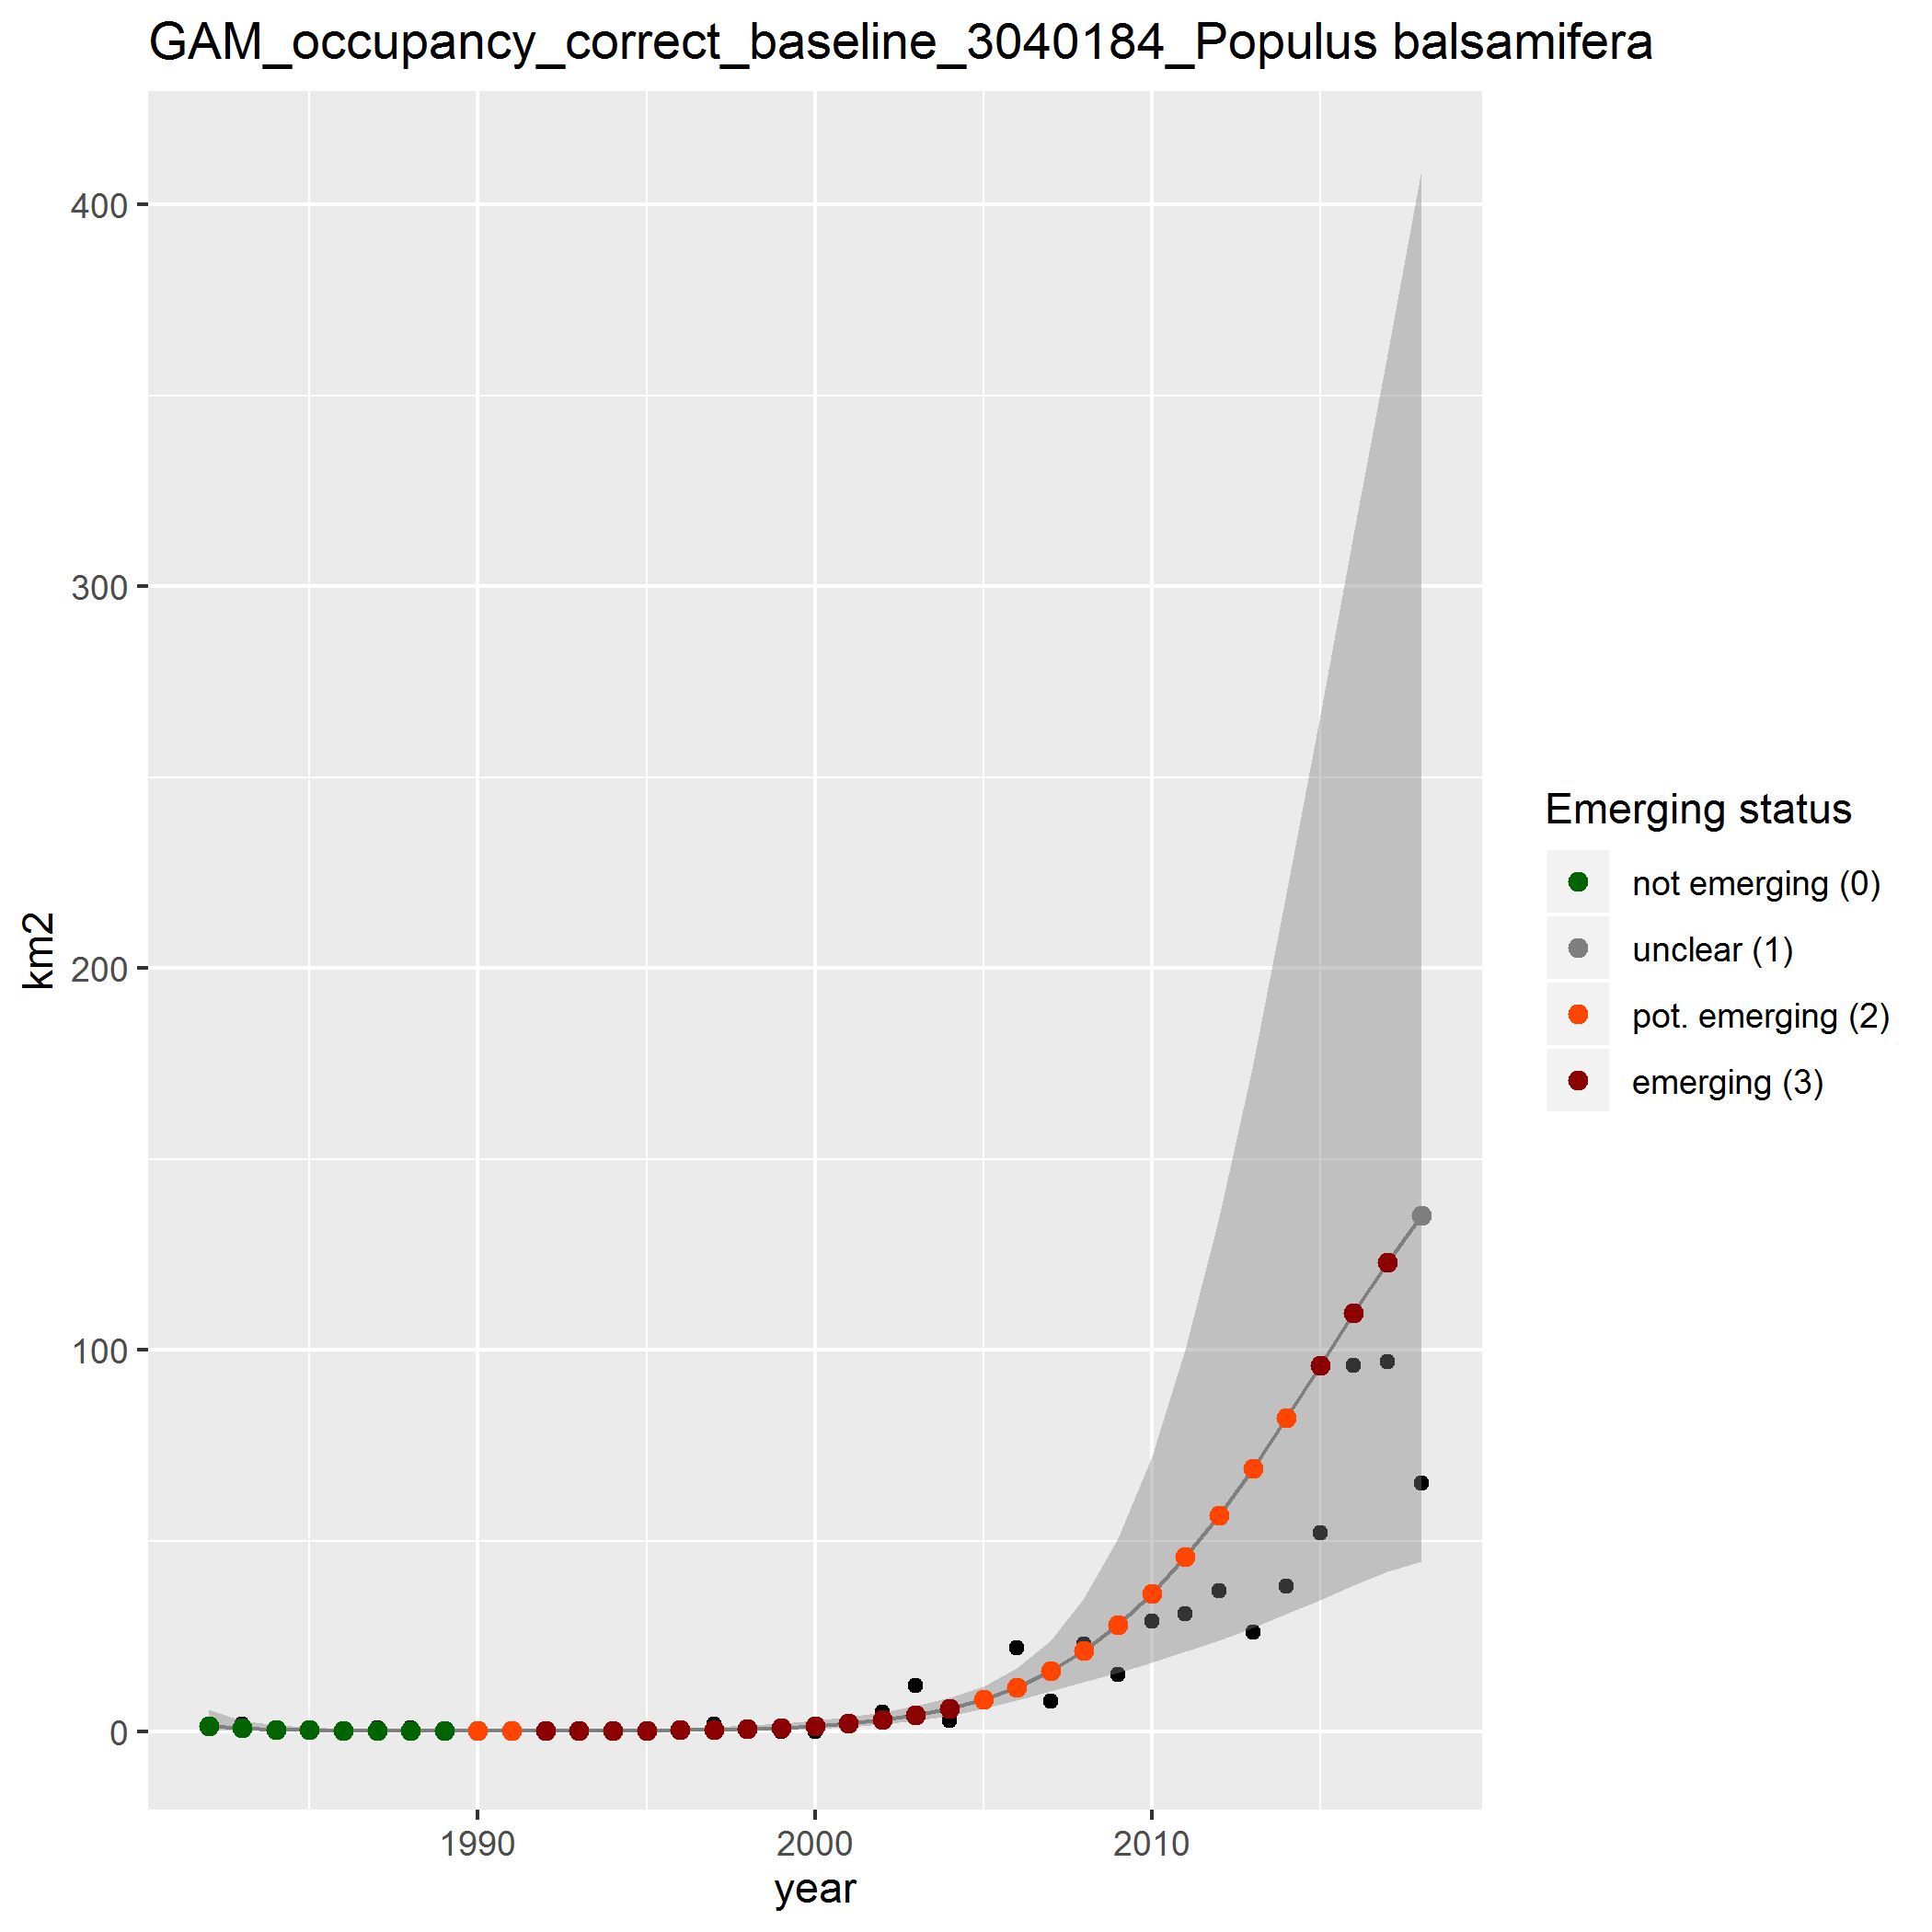 GAM_occupancy_correct_baseline_3040184_Populus balsamifera
400
300
200
100
0
km2
1990
2000
2010
year
Emerging status
not emerging (0)
unclear (1)
pot. emerging (2)
emerging (3)